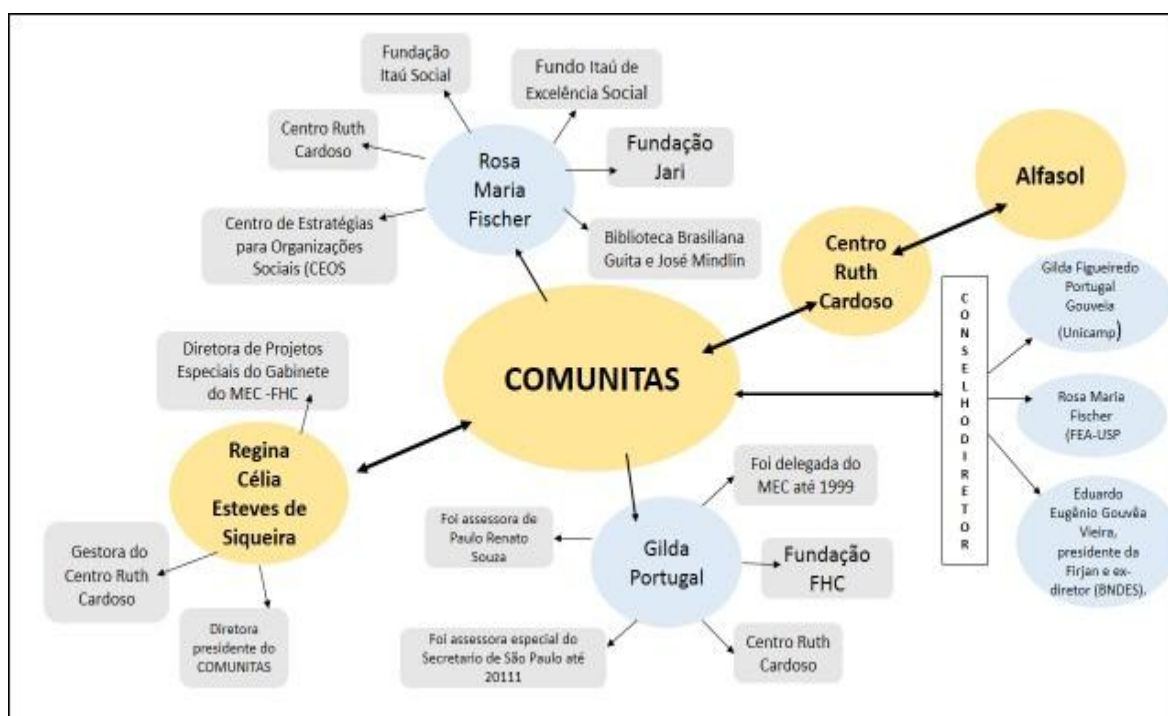 Fundação
Itaú Social
Fundo Itaú de
Excelência Social
Centro Ruth
Cardoso
Rosa
Maria
Fischer
Fundação
Jari
Centro de Estratégias
para Organizações
Sociais (CEOS
Biblioteca Brasiliana
Guita e José Mindlin
Alfasol
Centro
Ruth
Cardoso
COMUNITAS
CONSELHODIRETOR
Gilda Figueiredo
Portugal
Gouveia
(Unicamp)
Rosa Maria
Fischer
(FEA-USP
Eduardo
Eugênio Gouvêa
Vieira,
presidente da
Firjan e ex-
diretor (BNDES).
Diretora de Projetos
Especiais do Gabinete
do MEC -FHC
Regina
Célia
Esteves de
Siqueira
Gestora do
Centro Ruth
Cardoso
Diretora
presidente do
COMUNITAS
Foi delegada do
MEC até 1999
Foi assessora de
Paulo Renato
Souza
Gilda
Portugal
Fundação
FHC
Foi assessora especial do
Secretario de São Paulo até
20111
Centro Ruth
Cardoso